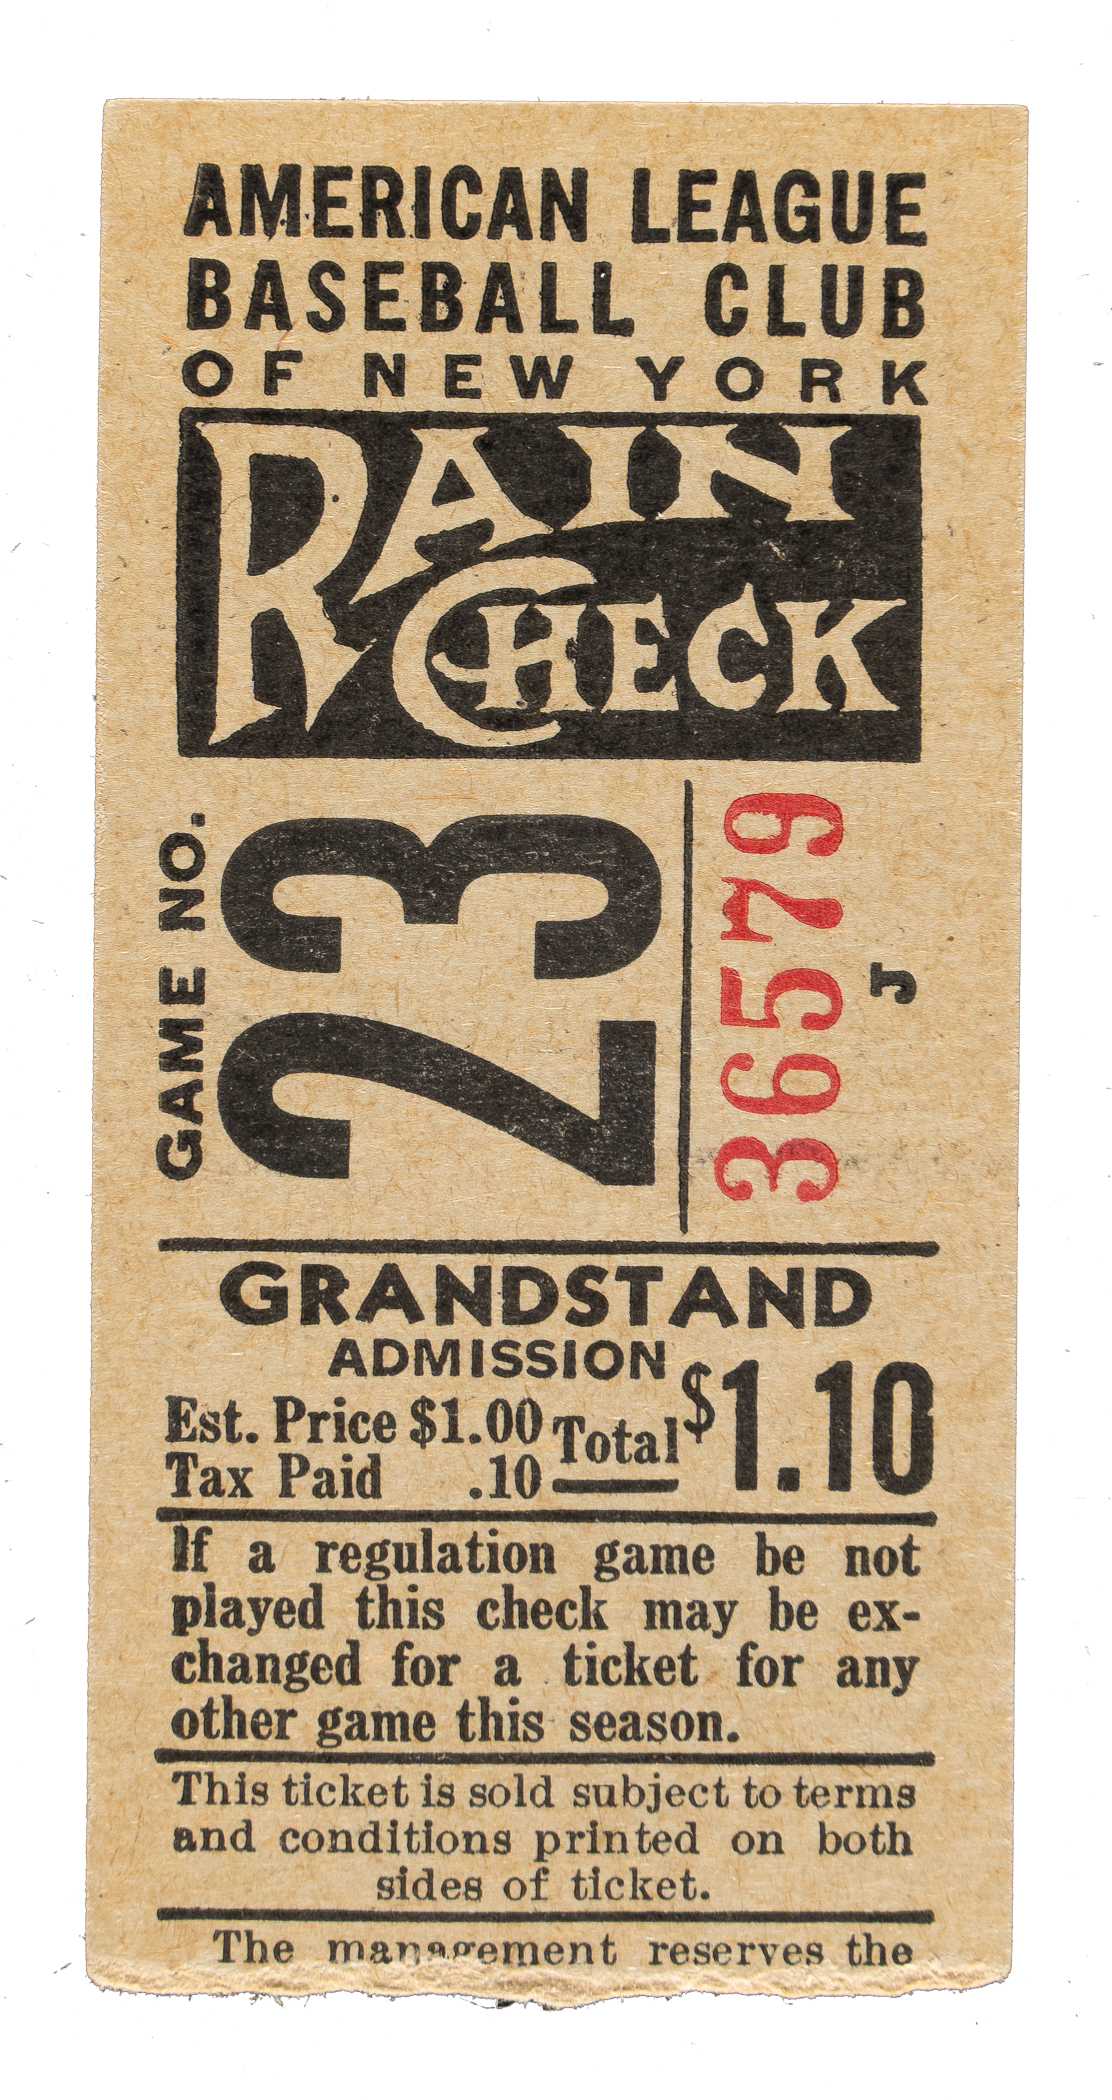 AMERICAN LEAGUE
BASEBALL CLUB
OF NEW YORK
RAIN
CHECK
GAME NO.
23
36579
J
GRANDSTAND
ADMISSION
Est. Price $1.00
Tax Paid .10
Total $1.10
If a regulation game be not
played this check may be ex-
changed for a ticket for any
other game this season.
This ticket is sold subject to terms
and conditions printed on both
sides of ticket.
The management reserves the